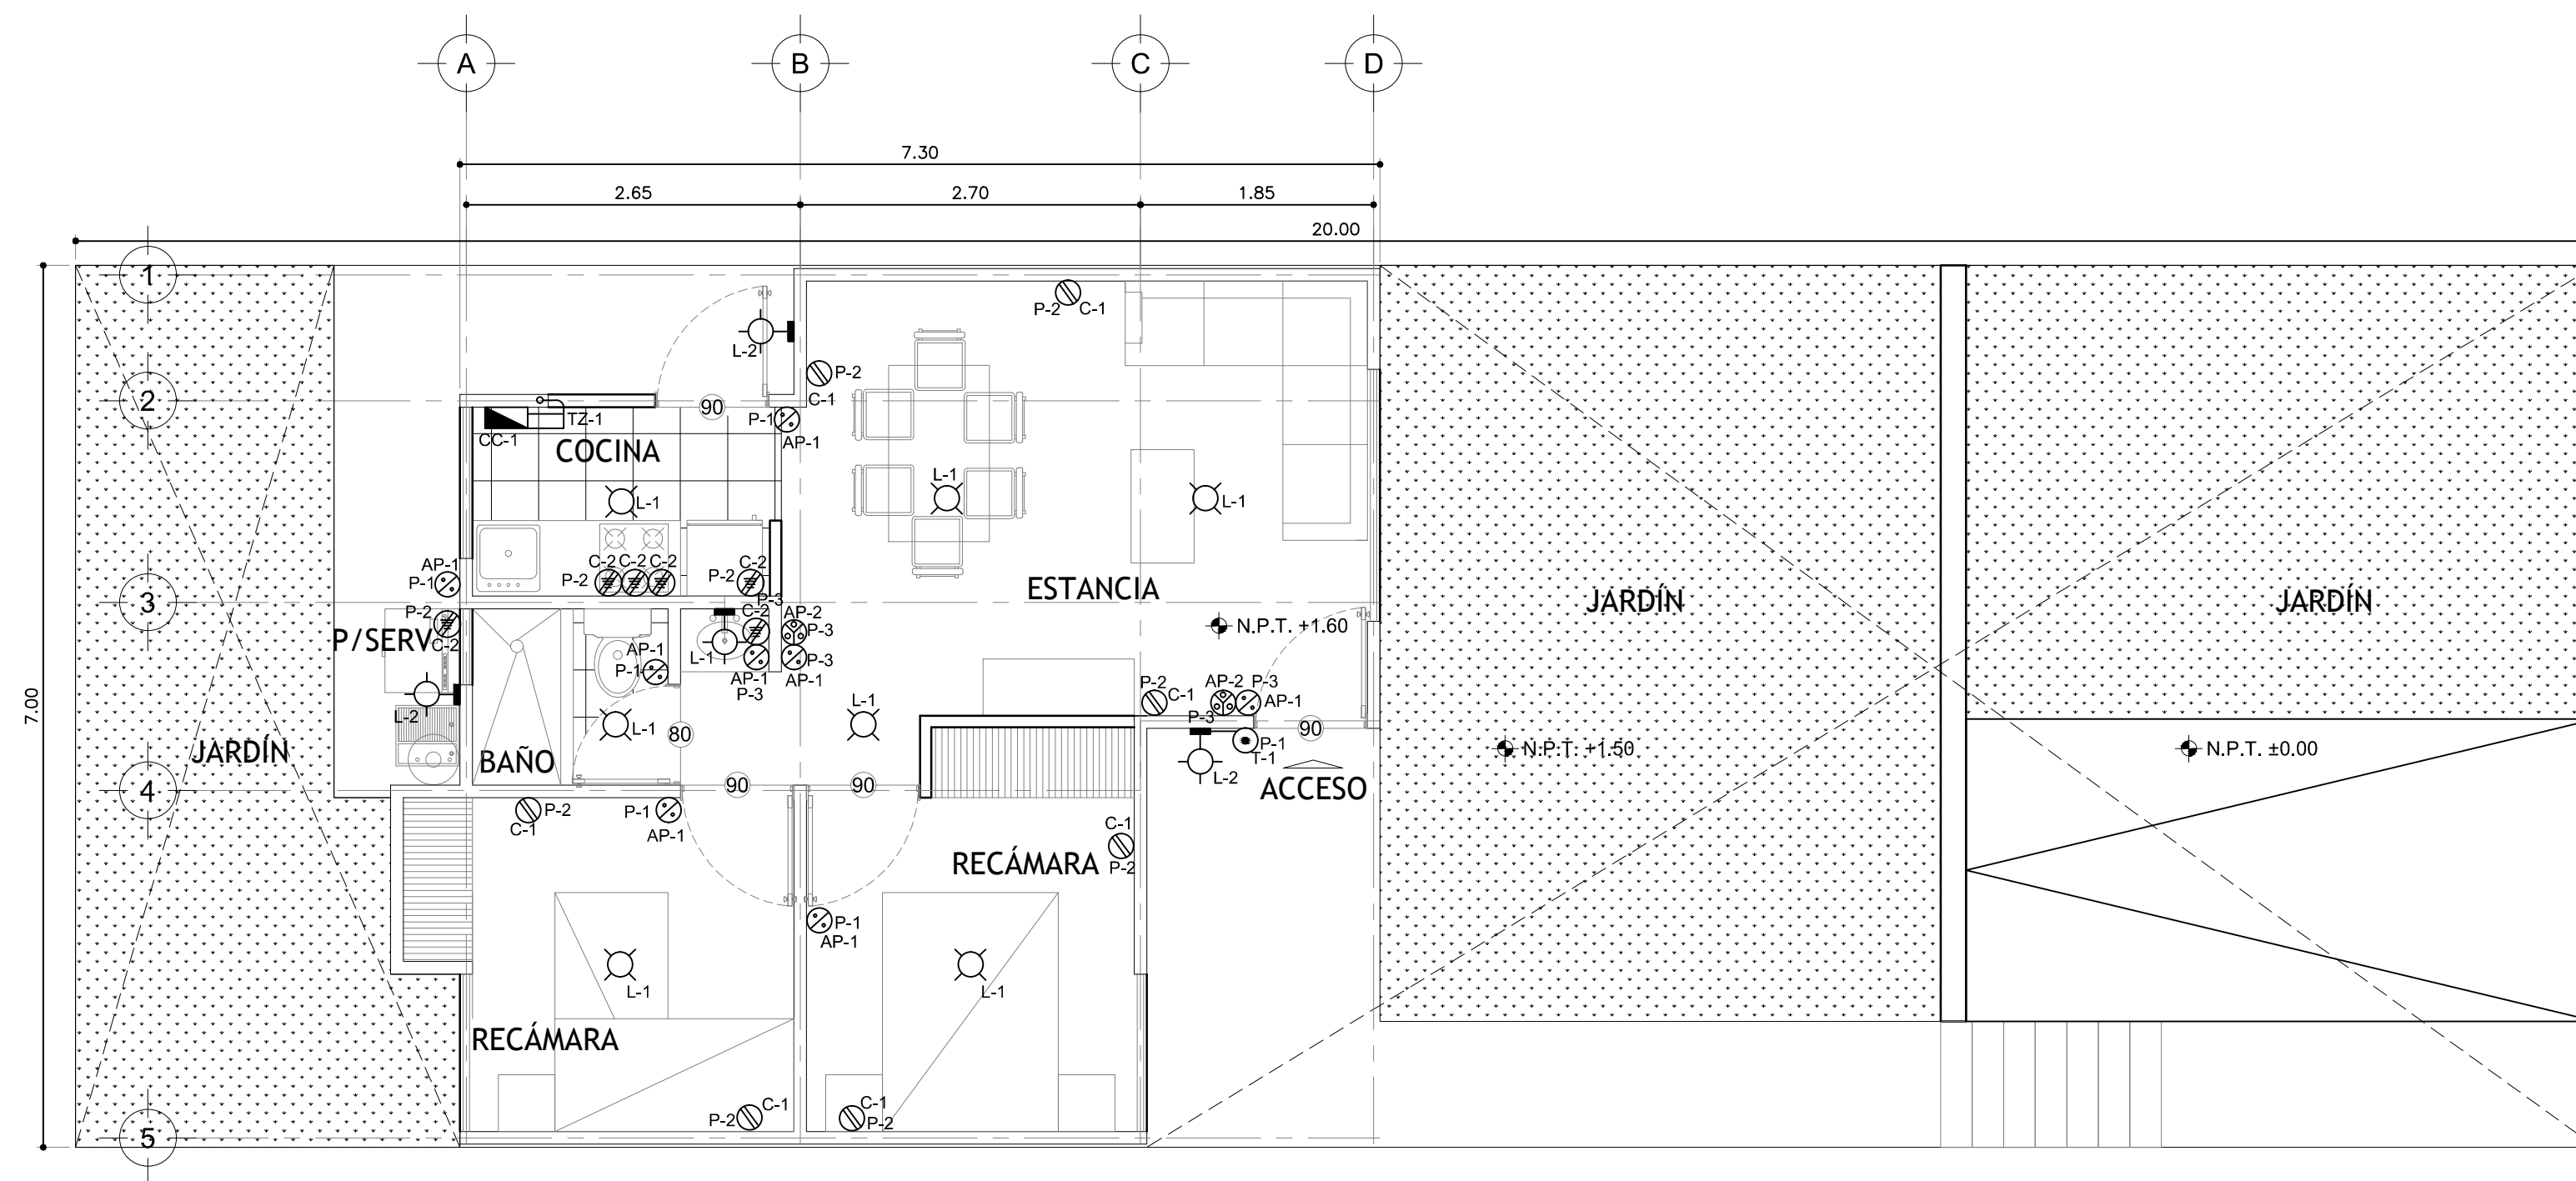 A B C D
7.30
2.65 2.70 1.85
20.00
1
P-2 C-1
L-2
P-2
C-1
2
90
CC-1
TZ-1
P-1
AP-1
COCINA
L-1
L-1
L-1
AP-1
P-1
C-2 C-2 C-2
P-2
C-2
P-2
ESTANCIA
JARDÍN
JARDÍN
3
P-3
P-2
C-2
P/SERV
C-2
AP-2
P-3
N.P.T. +1.60
L-1
AP-1
P-1
P-3
AP-1
AP-1
P-3
P-2
C-1
AP-2
P-3
AP-1
7.00
L-2
L-1
L-1
80
P-3
90
P-1
T-1
L-2
N.P.T. +1.50
N.P.T. ±0.00
JARDÍN
BAÑO
ACCESO
4
90
90
P-2
C-1
P-1
AP-1
C-1
P-2
RECÁMARA
P-1
AP-1
L-1
L-1
RECÁMARA
C-1
P-2
C-1
P-2
5